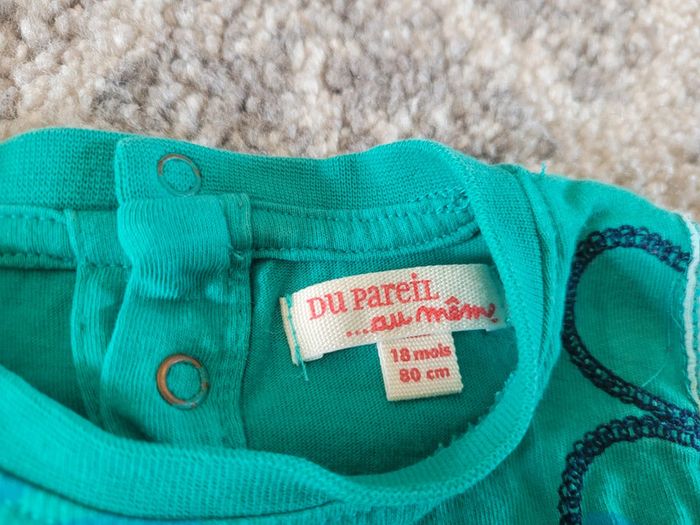 DU PAREIL
...au même
18 mois
80 cm